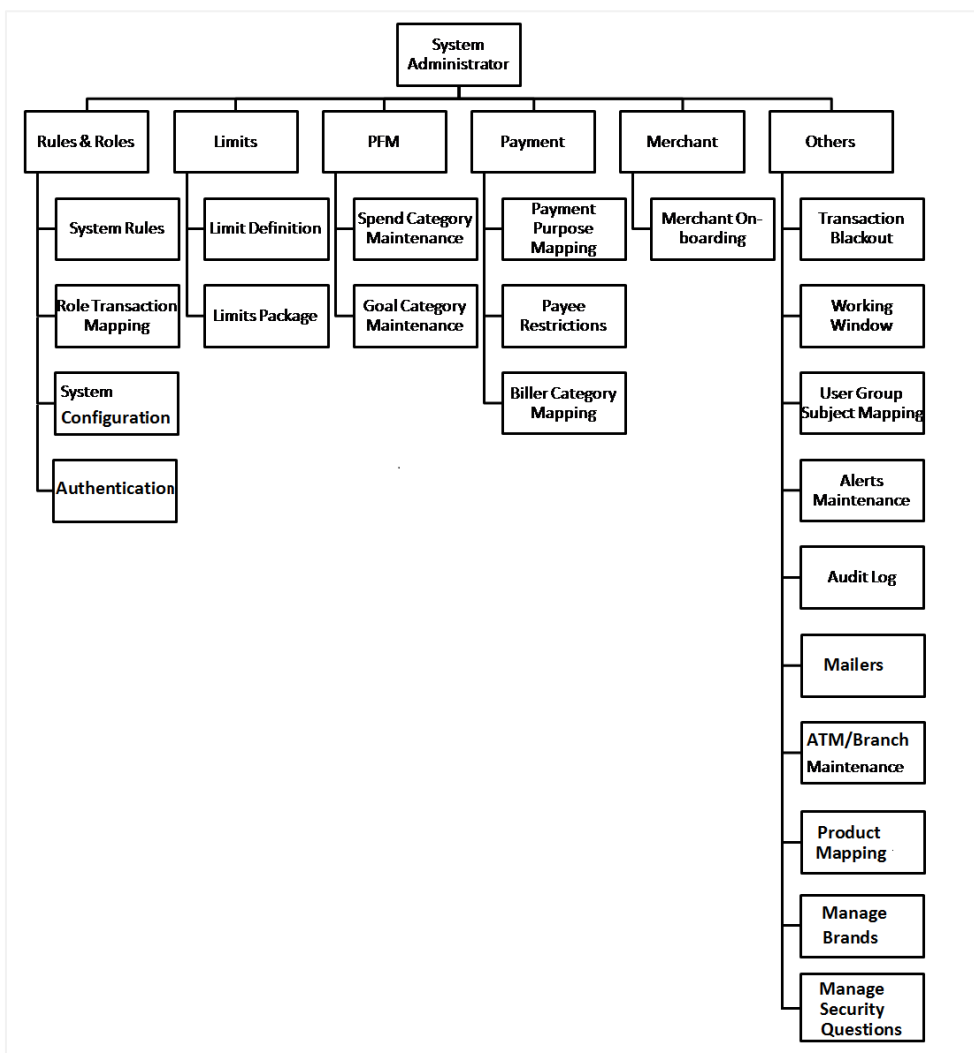 System
Administrator
Rules & Roles
Limits
PFM
Payment
Merchant
Others
System Rules
Role Transaction
Mapping
System
Configuration
Authentication
Limit Definition
Limits Package
Spend Category
Maintenance
Goal Category
Maintenance
Payment
Purpose
Mapping
Payee
Restrictions
Biller Category
Mapping
Merchant On-
boarding
Transaction
Blackout
Working
Window
User Group
Subject Mapping
Alerts
Maintenance
Audit Log
Mailers
ATM/Branch
Maintenance
Product
Mapping
Manage
Brands
Manage
Security
Questions